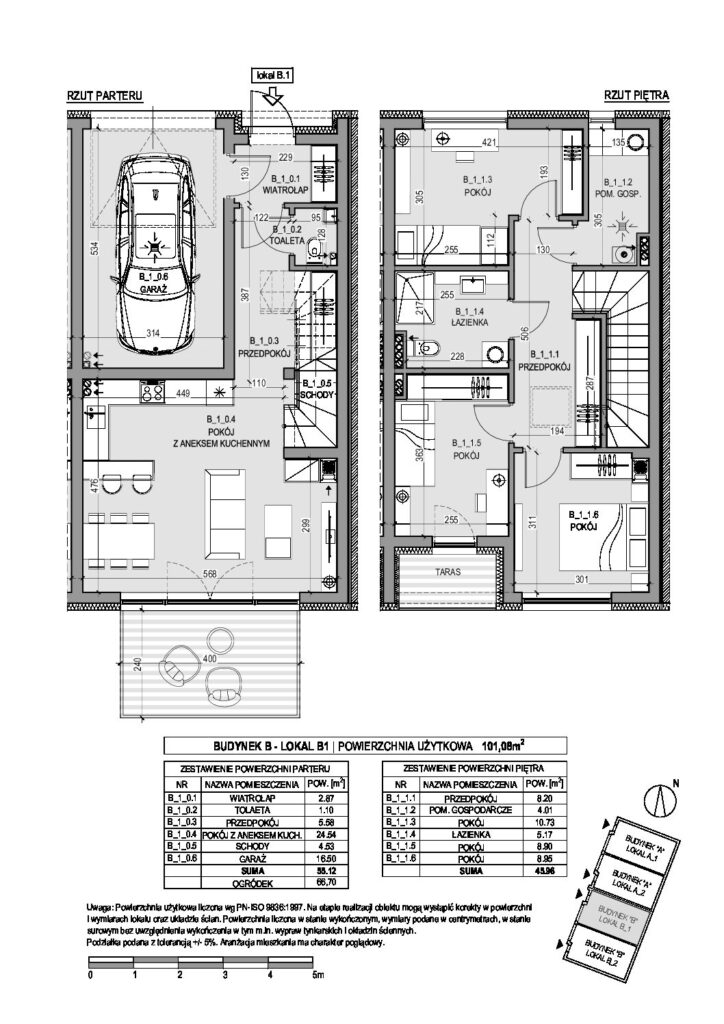 lokal B.1
RZUT PARTERU
RZUT PIĘTRA
229
130
B_1_0.1
WIATROŁAP
122
95
B_1_0.2
TOALETA
128
534
B_1_0.6
GARAŻ
314
387
B_1_0.3
PRZEDPOKÓJ
110
B_1_0.5
SCHODY
449
B_1_0.4
POKÓJ
Z ANEKSEM KUCHENNYM
476
299
568
400
240
421
135
193
B_1_1.3
POKÓJ
B_1_1.2
POM. GOSP.
305
305
112
255
130
255
217
B_1_1.4
ŁAZIENKA
228
506
B_1_1.1
PRZEDPOKÓJ
287
194
363
B_1_1.5
POKÓJ
255
311
B_1_1.6
POKÓJ
301
TARAS
BUDYNEK B - LOKAL B1 | POWIERZCHNIA UŻYTKOWA 101,08m²
ZESTAWIENIE POWIERZCHNI PARTERU
NR NAZWA POMIESZCZENIA POW. [m²]
B_1_0.1 WIATROŁAP 2.87
B_1_0.2 TOLAETA 1.10
B_1_0.3 PRZEDPOKÓJ 5.58
B_1_0.4 POKÓJ Z ANEKSEM KUCH. 24.54
B_1_0.5 SCHODY 4.53
B_1_0.6 GARAŻ 16.50
SUMA 55.12
OGRÓDEK 66,70
ZESTAWIENIE POWIERZCHNI PIĘTRA
NR NAZWA POMIESZCZENIA POW. [m²]
B_1_1.1 PRZEDPOKÓJ 8.20
B_1_1.2 POM. GOSPODARCZE 4.01
B_1_1.3 POKÓJ 10.73
B_1_1.4 ŁAZIENKA 5.17
B_1_1.5 POKÓJ 8.90
B_1_1.6 POKÓJ 8.95
SUMA 45.96
N
BUDYNEK "A"
LOKAL A_1
BUDYNEK "A"
LOKAL A_2
BUDYNEK "B"
LOKAL B_1
BUDYNEK "B"
LOKAL B_2
Uwaga: Powierzchnia użytkowa liczona wg PN-ISO 9836:1997. Na etapie realizacji obiektu mogą wystąpić korekty w powierzchni
i wymiarach lokalu oraz układzie ścian. Powierzchnia liczona w stanie wykończonym, wymiary podane w centymetrach, w stanie
surowym bez uwzględnienia wykończenia w tym m.in. wypraw tynkarskich i okładzin ściennych.
Podziałka podana z tolerancją +/- 5%. Aranżacja mieszkania ma charakter poglądowy.
0 1 2 3 4 5m